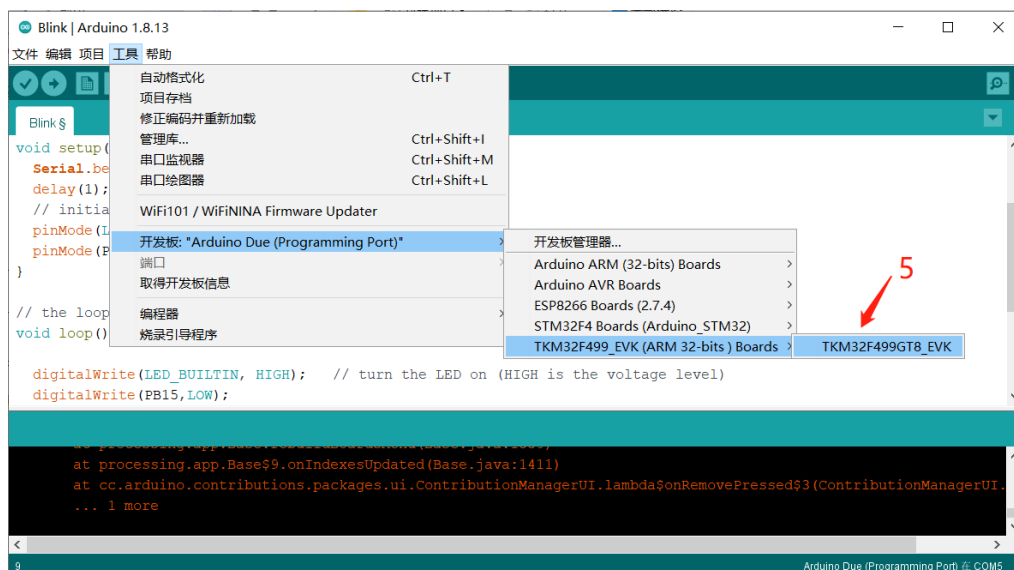 Blink | Arduino 1.8.13
文件 编辑 项目 工具 帮助
自动格式化 Ctrl+T
项目存档
修正编码并重新加载
管理库... Ctrl+Shift+I
串口监视器 Ctrl+Shift+M
串口绘图器 Ctrl+Shift+L
WiFi101 / WiFiNINA Firmware Updater
开发板: "Arduino Due (Programming Port)"
端口
取得开发板信息
编程器
烧录引导程序
开发板管理器...
Arduino ARM (32-bits) Boards
Arduino AVR Boards
ESP8266 Boards (2.7.4)
STM32F4 Boards (Arduino_STM32)
TKM32F499_EVK (ARM 32-bits ) Boards
TKM32F499GT8_EVK
5
Blink §
void setup(
Serial.be
delay(1);
// initia
pinMode(L
pinMode(P
}
// the loop
void loop()
digitalWrite(LED_BUILTIN, HIGH); // turn the LED on (HIGH is the voltage level)
digitalWrite(PB15,LOW);
at processing.app.Base$9.onIndexesUpdated(Base.java:1411)
at cc.arduino.contributions.packages.ui.ContributionManagerUI.lambda$onRemovePressed$3(ContributionManagerUI.
... 1 more
9
Arduino Due (Programming Port) 在 COM5